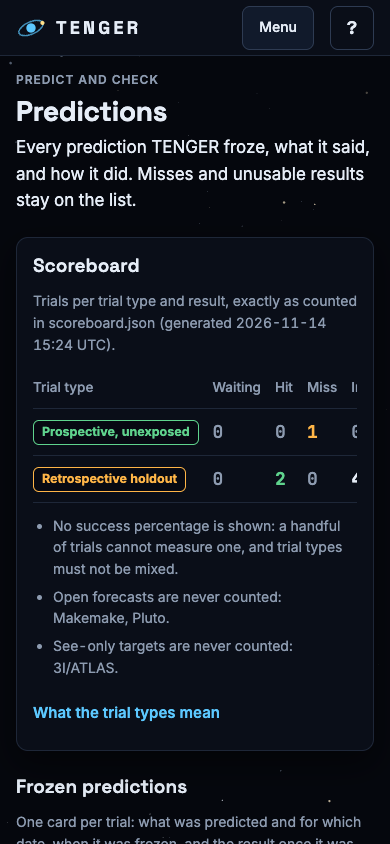 TENGER
Menu
?
PREDICT AND CHECK
Predictions
Every prediction TENGER froze, what it said,
and how it did. Misses and unusable results
stay on the list.
Scoreboard
Trials per trial type and result, exactly as counted
in scoreboard.json (generated 2026-11-14
15:24 UTC).
Trial type Waiting Hit Miss
Prospective, unexposed 0 0 1
Retrospective holdout 0 2 0
• No success percentage is shown: a handful
of trials cannot measure one, and trial types
must not be mixed.
• Open forecasts are never counted:
Makemake, Pluto.
• See-only targets are never counted:
3I/ATLAS.
What the trial types mean
Frozen predictions
One card per trial: what was predicted and for which
date, when it was frozen, and the result once it was